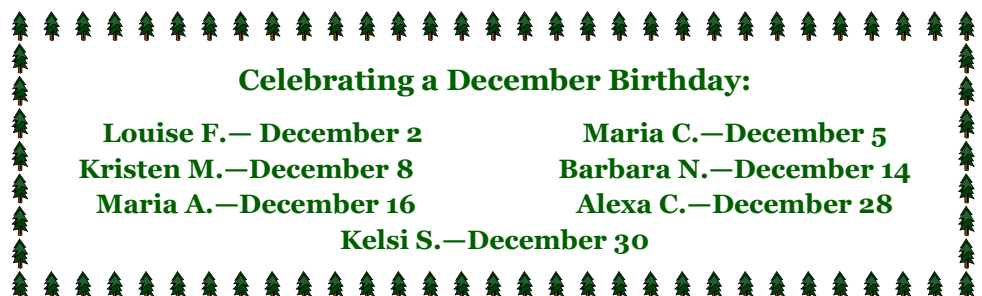 Celebrating a December Birthday:
Louise F.— December 2 Maria C.—December 5
Kristen M.—December 8 Barbara N.—December 14
Maria A.—December 16 Alexa C.—December 28
Kelsi S.—December 30